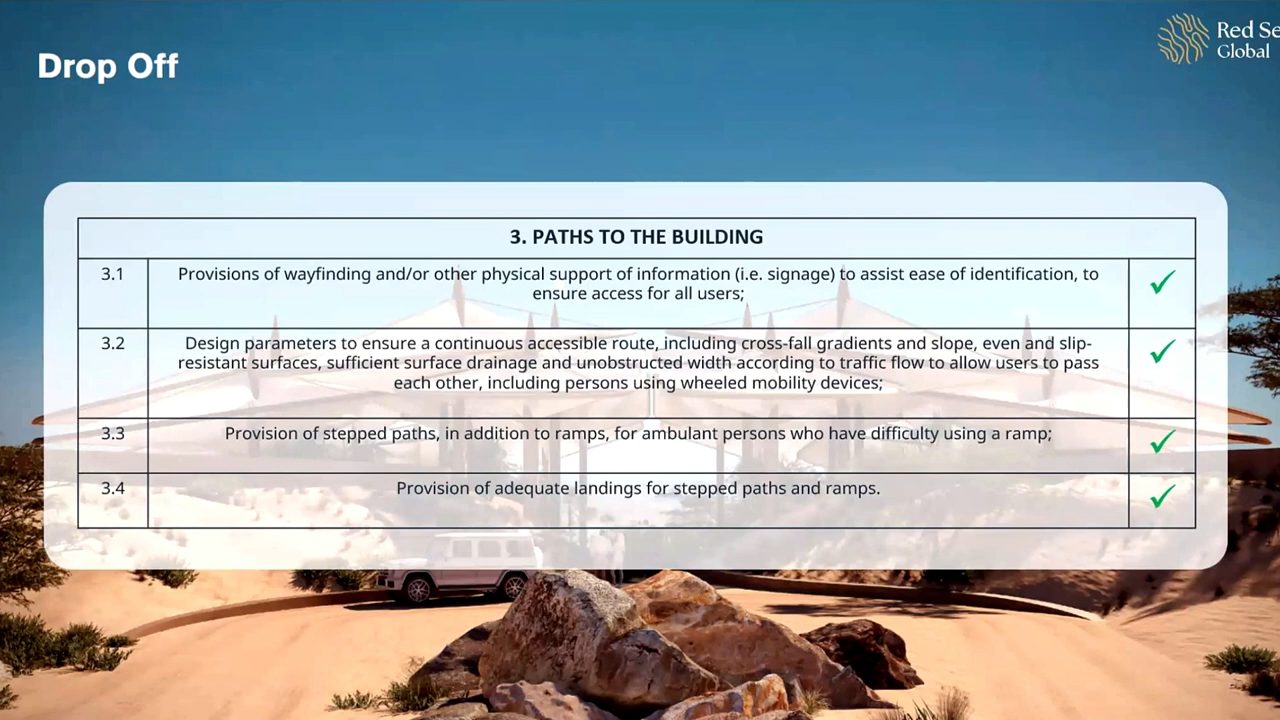 Drop Off
Red Se
Global
3. PATHS TO THE BUILDING
3.1
Provisions of wayfinding and/or other physical support of information (i.e. signage) to assist ease of identification, to
ensure access for all users;
3.2
Design parameters to ensure a continuous accessible route, including cross-fall gradients and slope, even and slip-
resistant surfaces, sufficient surface drainage and unobstructed width according to traffic flow to allow users to pass
each other, including persons using wheeled mobility devices;
3.3
Provision of stepped paths, in addition to ramps, for ambulant persons who have difficulty using a ramp;
3.4
Provision of adequate landings for stepped paths and ramps.